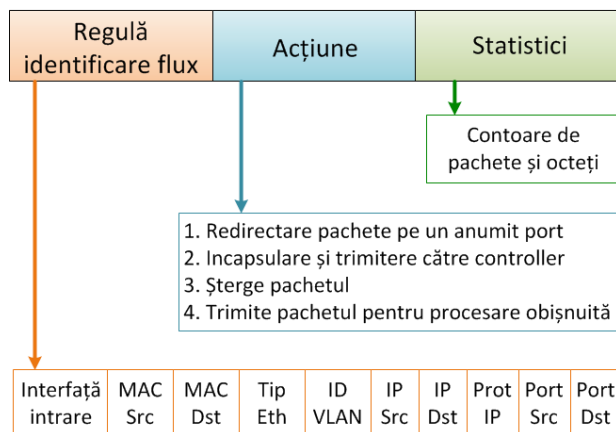 Regulă
identificare flux
Acțiune
Statistici
Contoare de
pachete și octeți
1. Redirectare pachete pe un anumit port
2. Incapsulare și trimitere către controller
3. Șterge pachetul
4. Trimite pachetul pentru procesare obișnuită
Interfață
intrare
MAC
Src
MAC
Dst
Tip
Eth
ID
VLAN
IP
Src
IP
Dst
Prot
IP
Port
Src
Port
Dst